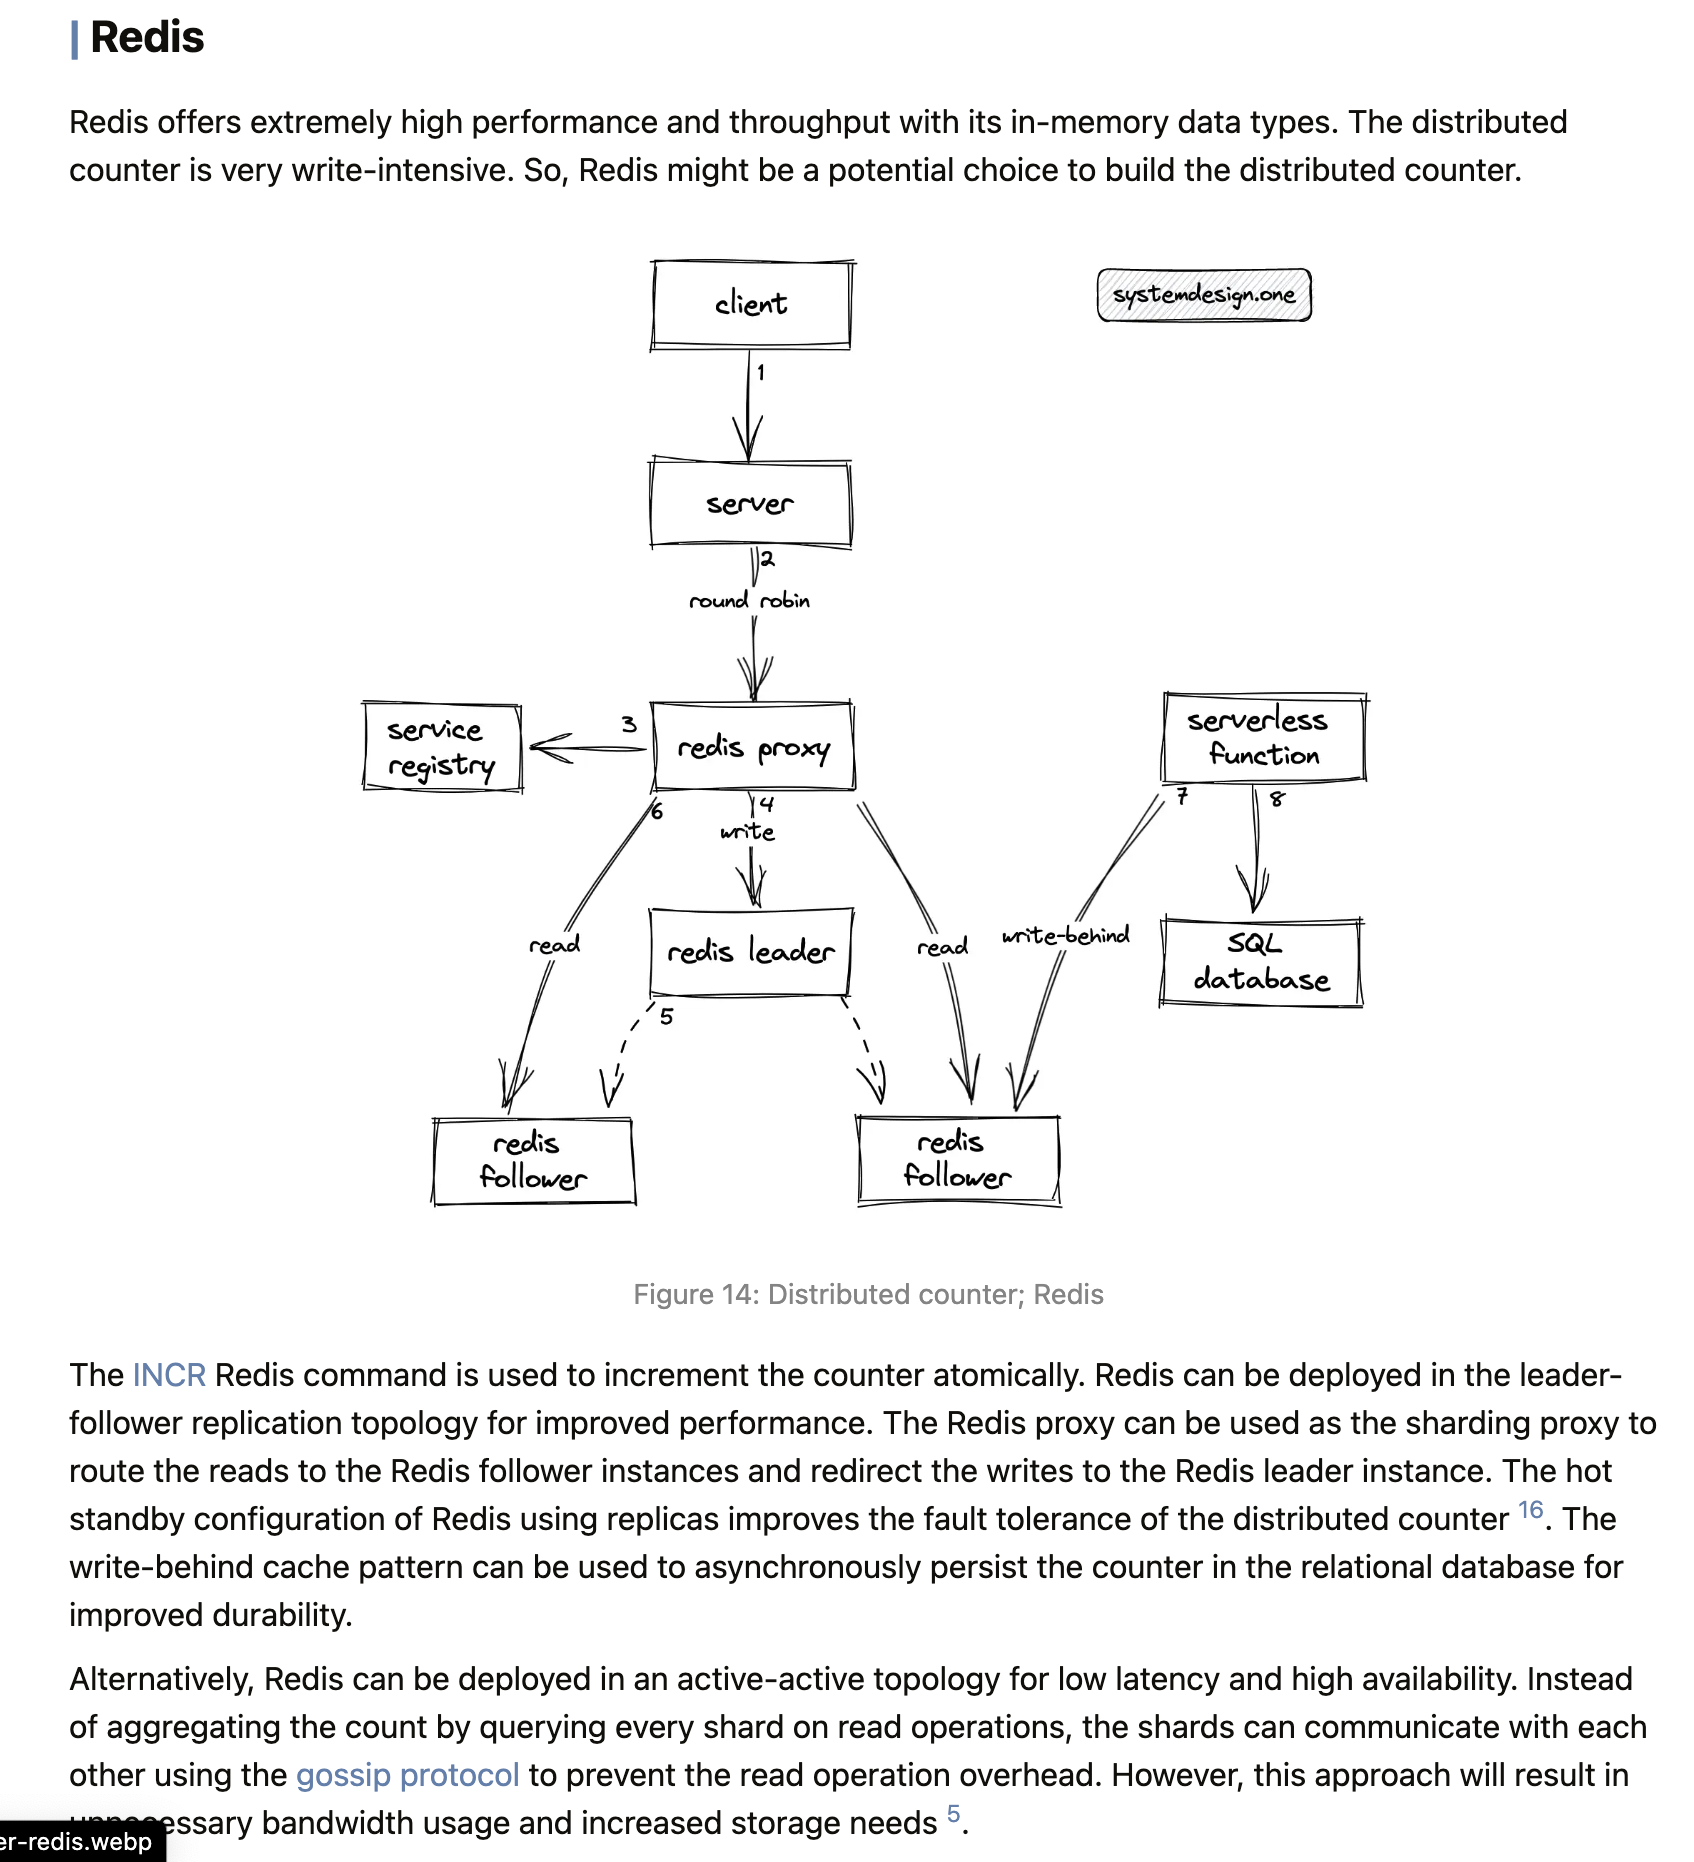 Redis
Redis offers extremely high performance and throughput with its in-memory data types. The distributed
counter is very write-intensive. So, Redis might be a potential choice to build the distributed counter.
client
systemdesign.one
1
server
2
round robin
service
registry
3
redis proxy
serverless
function
6
4
write
7
8
read
redis leader
read
write-behind
SQL
database
5
redis
follower
redis
follower
Figure 14: Distributed counter; Redis
The INCR Redis command is used to increment the counter atomically. Redis can be deployed in the leader-
follower replication topology for improved performance. The Redis proxy can be used as the sharding proxy to
route the reads to the Redis follower instances and redirect the writes to the Redis leader instance. The hot
standby configuration of Redis using replicas improves the fault tolerance of the distributed counter 16. The
write-behind cache pattern can be used to asynchronously persist the counter in the relational database for
improved durability.
Alternatively, Redis can be deployed in an active-active topology for low latency and high availability. Instead
of aggregating the count by querying every shard on read operations, the shards can communicate with each
other using the gossip protocol to prevent the read operation overhead. However, this approach will result in
unnecessary bandwidth usage and increased storage needs 5.
er-redis.webp